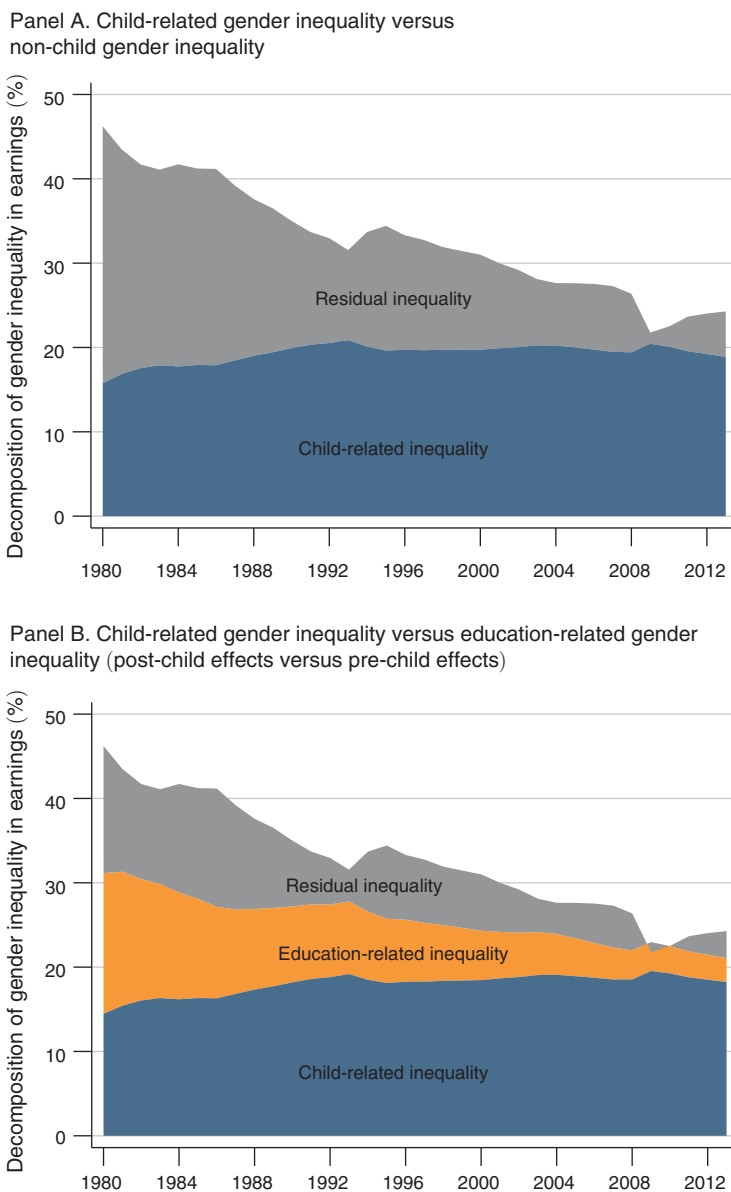 Panel A. Child-related gender inequality versus
non-child gender inequality
Decomposition of gender inequality in earnings (%)
50
40
30
20
10
0
Residual inequality
Child-related inequality
1980 1984 1988 1992 1996 2000 2004 2008 2012
Panel B. Child-related gender inequality versus education-related gender
inequality (post-child effects versus pre-child effects)
Decomposition of gender inequality in earnings (%)
50
40
30
20
10
0
Residual inequality
Education-related inequality
Child-related inequality
1980 1984 1988 1992 1996 2000 2004 2008 2012